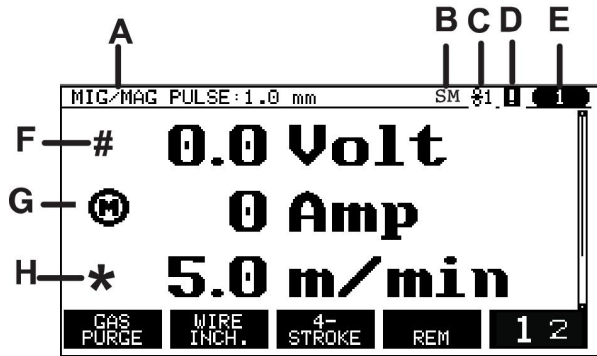 A B C D E
MIG/MAG PULSE:1.0 mm SM 1 1
F # 0.0 Volt
G M 0 Amp
H * 5.0 m/min
GAS PURGE WIRE INCH. 4-STROKE REM 1 2